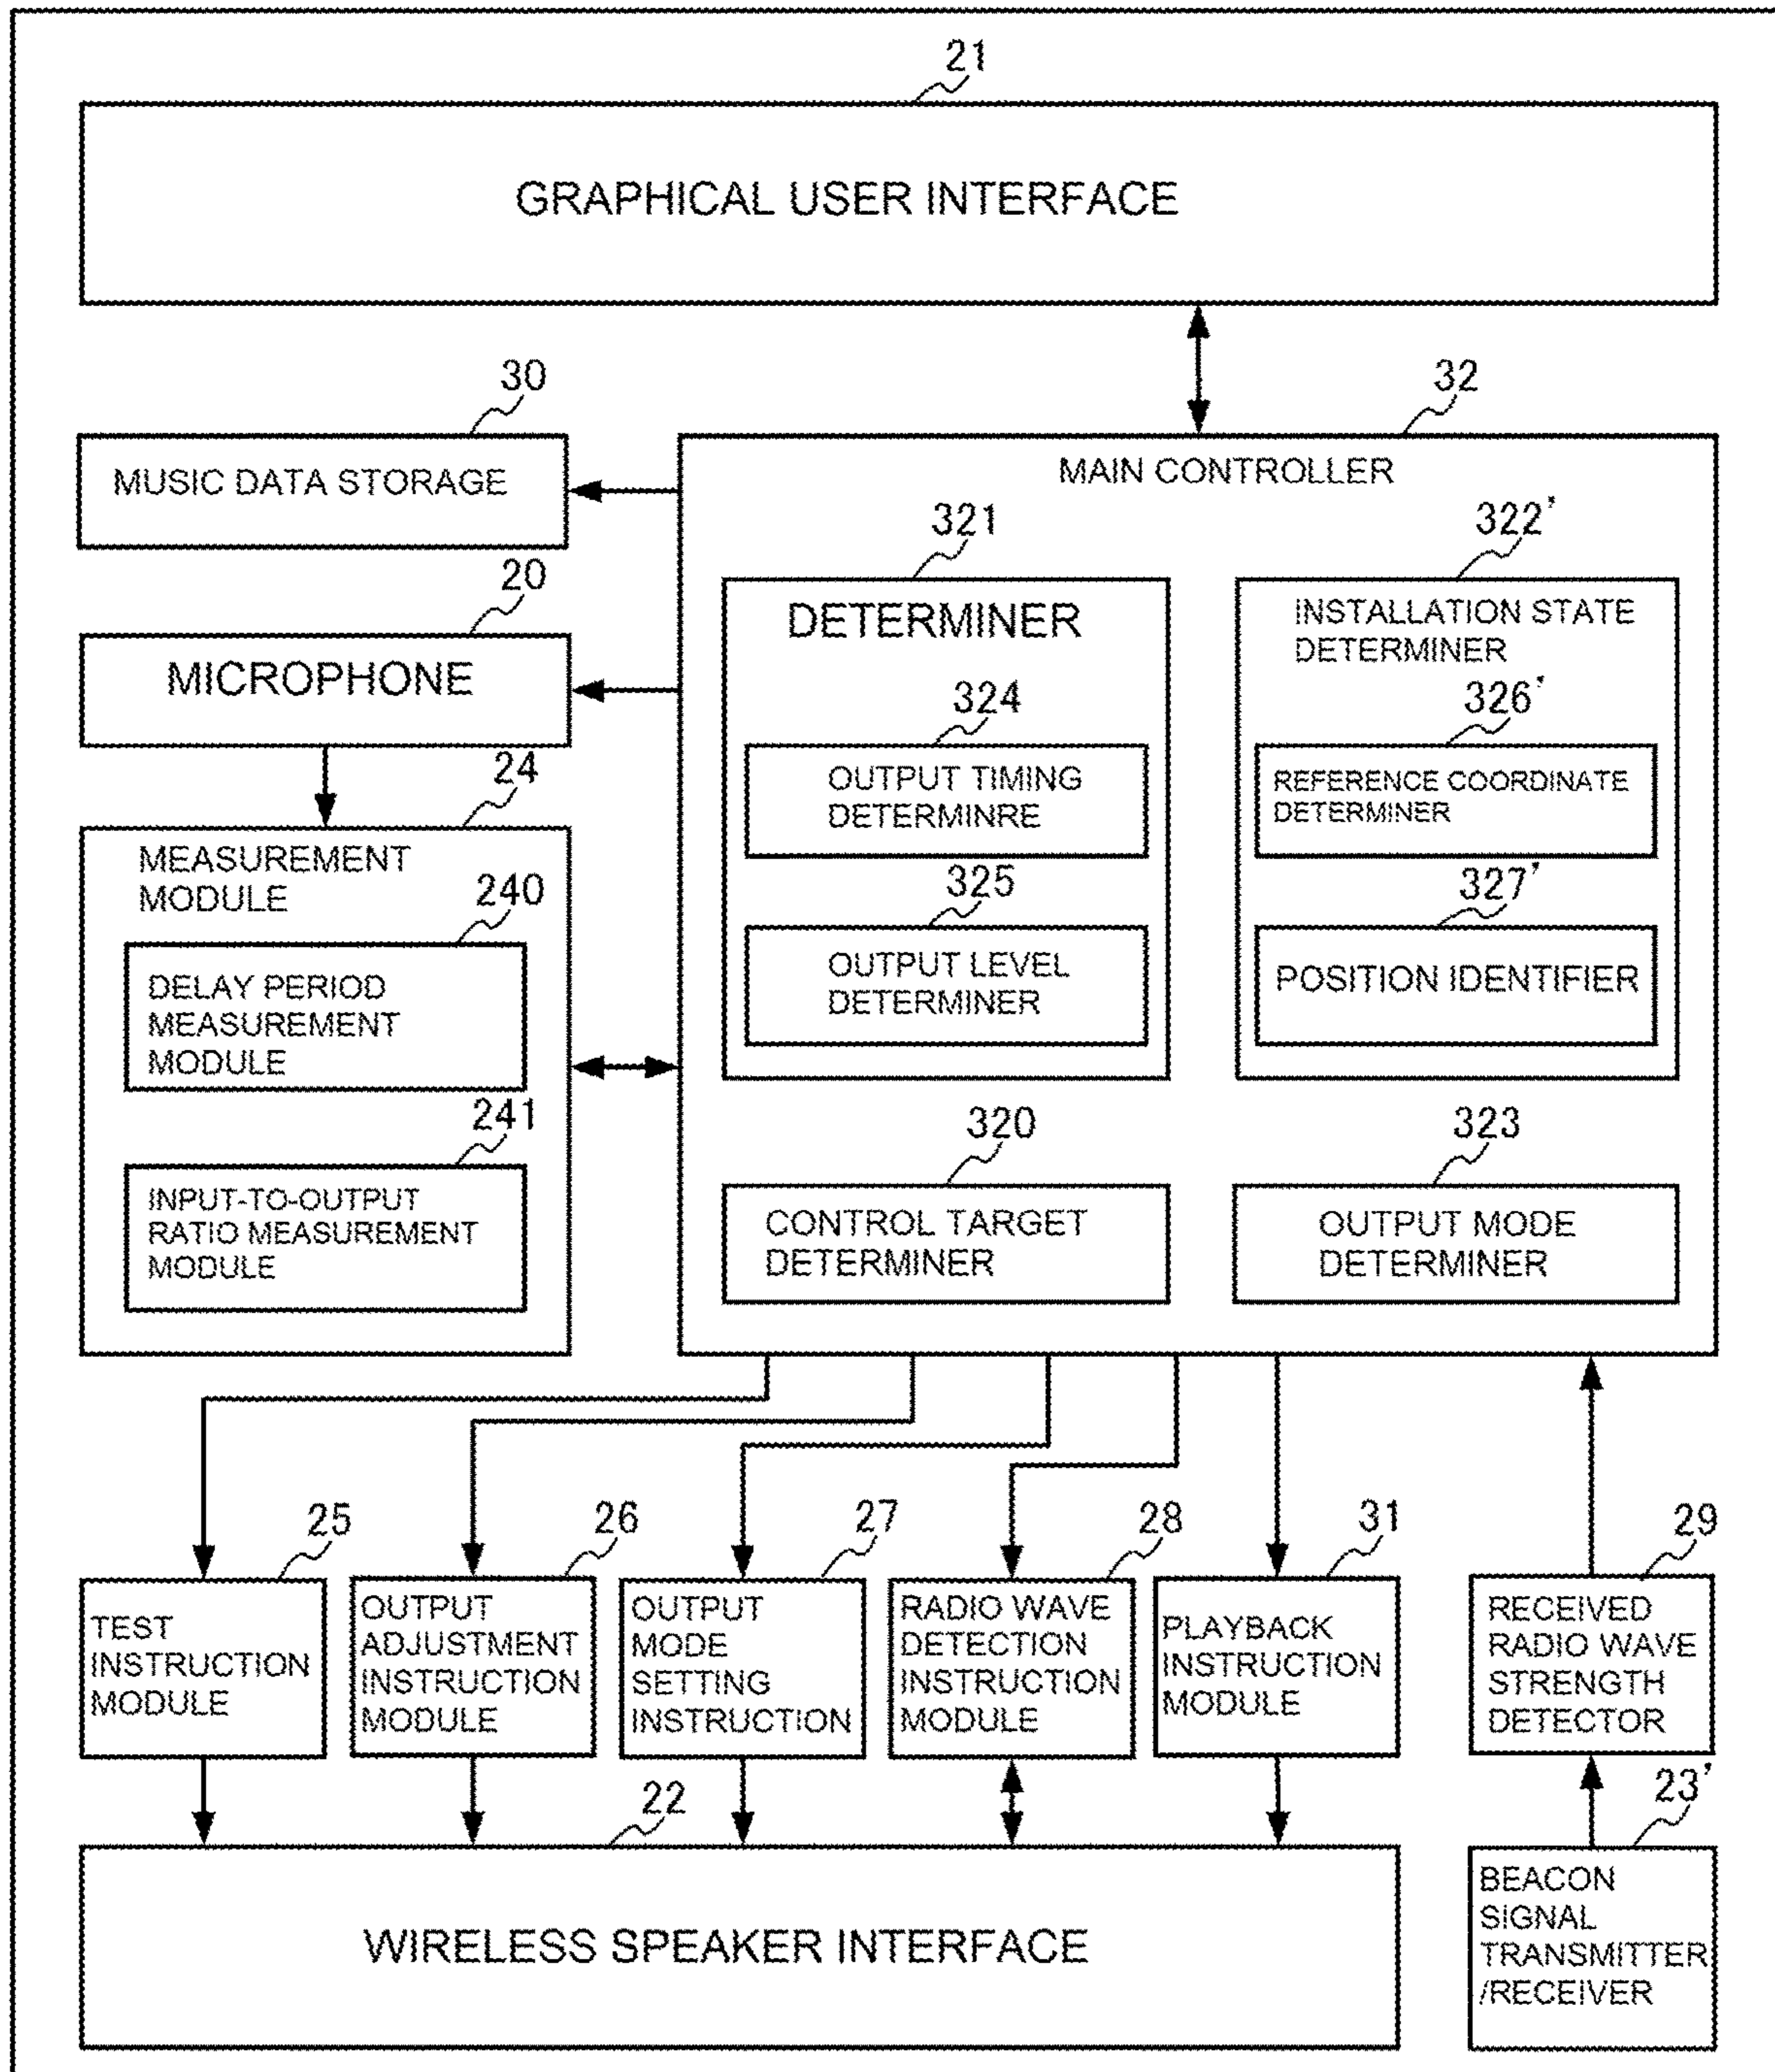 21
GRAPHICAL USER INTERFACE
30
32
MUSIC DATA STORAGE
MAIN CONTROLLER
20
321
322'
MICROPHONE
DETERMINER
INSTALLATION STATE
DETERMINER
324
326'
24
OUTPUT TIMING
DETERMINRE
REFERENCE COORDINATE
DETERMINER
MEASUREMENT
MODULE
325
327'
240
DELAY PERIOD
MEASUREMENT
MODULE
OUTPUT LEVEL
DETERMINER
POSITION IDENTIFIER
241
320
323
INPUT-TO-OUTPUT
RATIO MEASUREMENT
MODULE
CONTROL TARGET
DETERMINER
OUTPUT MODE
DETERMINER
25
26
27
28
31
29
TEST
INSTRUCTION
MODULE
OUTPUT
ADJUSTMENT
INSTRUCTION
MODULE
OUTPUT
MODE
SETTING
INSTRUCTION
RADIO WAVE
DETECTION
INSTRUCTION
MODULE
PLAYBACK
INSTRUCTION
MODULE
RECEIVED
RADIO WAVE
STRENGTH
DETECTOR
22
23'
WIRELESS SPEAKER INTERFACE
BEACON
SIGNAL
TRANSMITTER
/RECEIVER